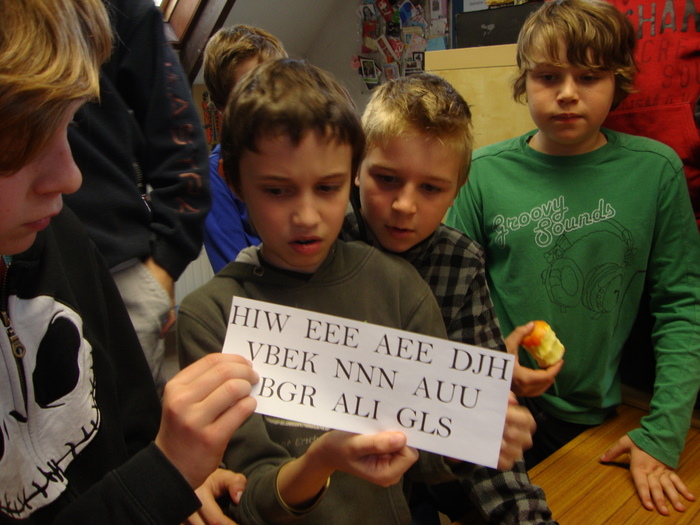 HIW EEE AEE DJH
VBEK NNN AUU
BGR ALI GLS
Groovy
Sounds